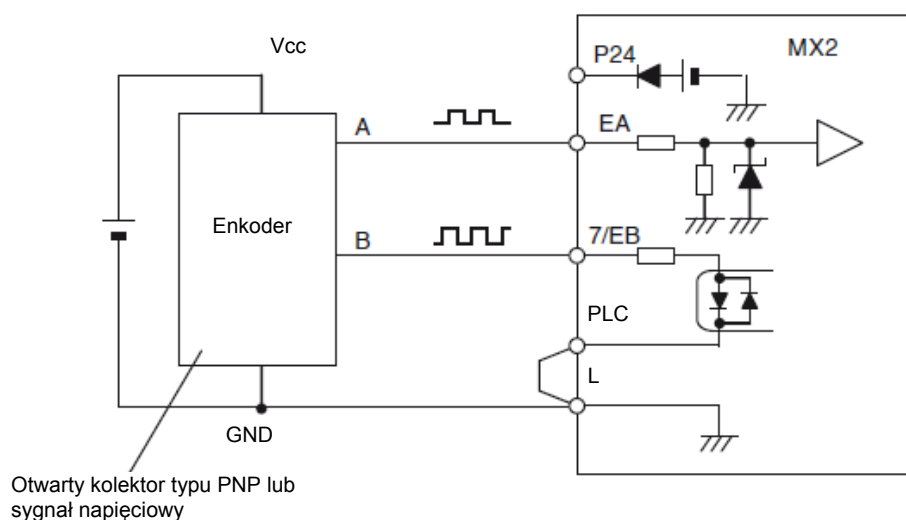 Vcc
P24
MX2
A
EA
Enkoder
B
7/EB
PLC
L
GND
Otwarty kolektor typu PNP lub
sygnał napięciowy